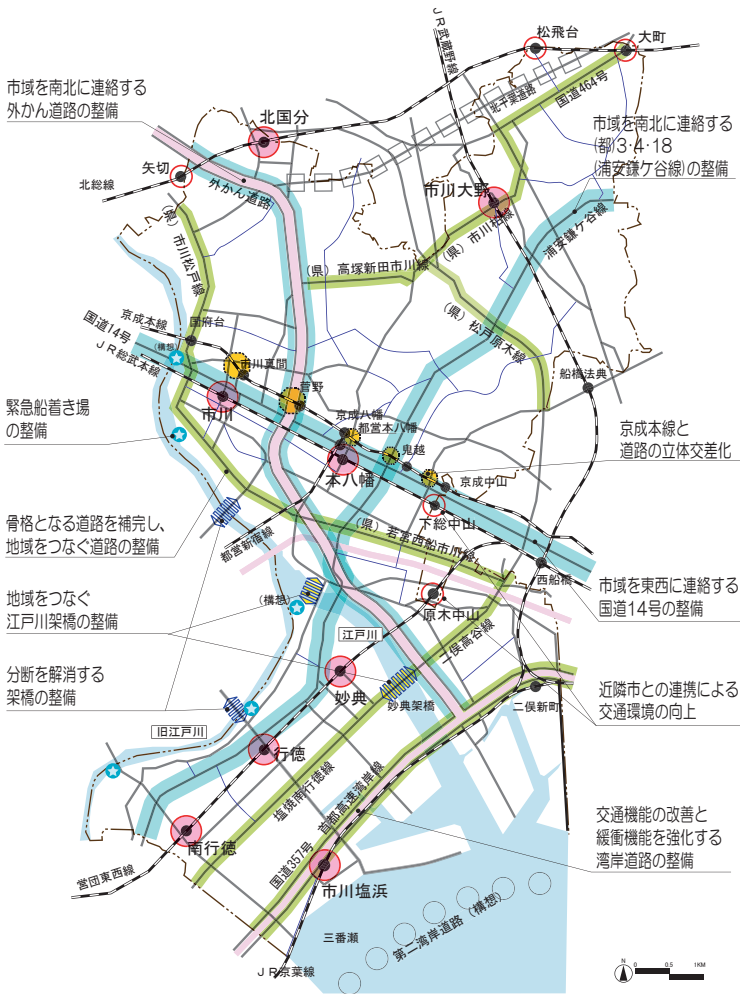 松飛台
大町
JR武蔵野線
北千葉道路
国道464号
市域を南北に連絡する
外かん道路の整備
北国分
市域を南北に連絡する
(都)3・4・18
(浦安鎌ケ谷線)の整備
矢切
北総線
外かん道路
市川大野
(県)市川柏線
浦安鎌ケ谷線
(県)市川松戸線
(県)高塚新田市川線
(県)松戸原木線
京成本線
国府台
国道14号
(構想)
JR総武本線
市川真間
船橋法典
菅野
市川
緊急船着き場
の整備
京成八幡
都営本八幡
鬼越
本八幡
京成中山
京成本線と
道路の立体交差化
下総中山
骨格となる道路を補完し、
地域をつなぐ道路の整備
都営新宿線
(県)若宮西船市川線
西船橋
地域をつなぐ
江戸川架橋の整備
(構想)
原木中山
市域を東西に連絡する
国道14号の整備
江戸川
二俣高谷線
分断を解消する
架橋の整備
妙典
妙典架橋
二俣新町
近隣市との連携による
交通環境の向上
旧江戸川
行徳
塩焼南行徳線
首都高速湾岸線
交通機能の改善と
緩衝機能を強化する
湾岸道路の整備
南行徳
国道357号
営団東西線
市川塩浜
三番瀬
第二湾岸道路(構想)
JR京葉線
N
0 0.5 1KM